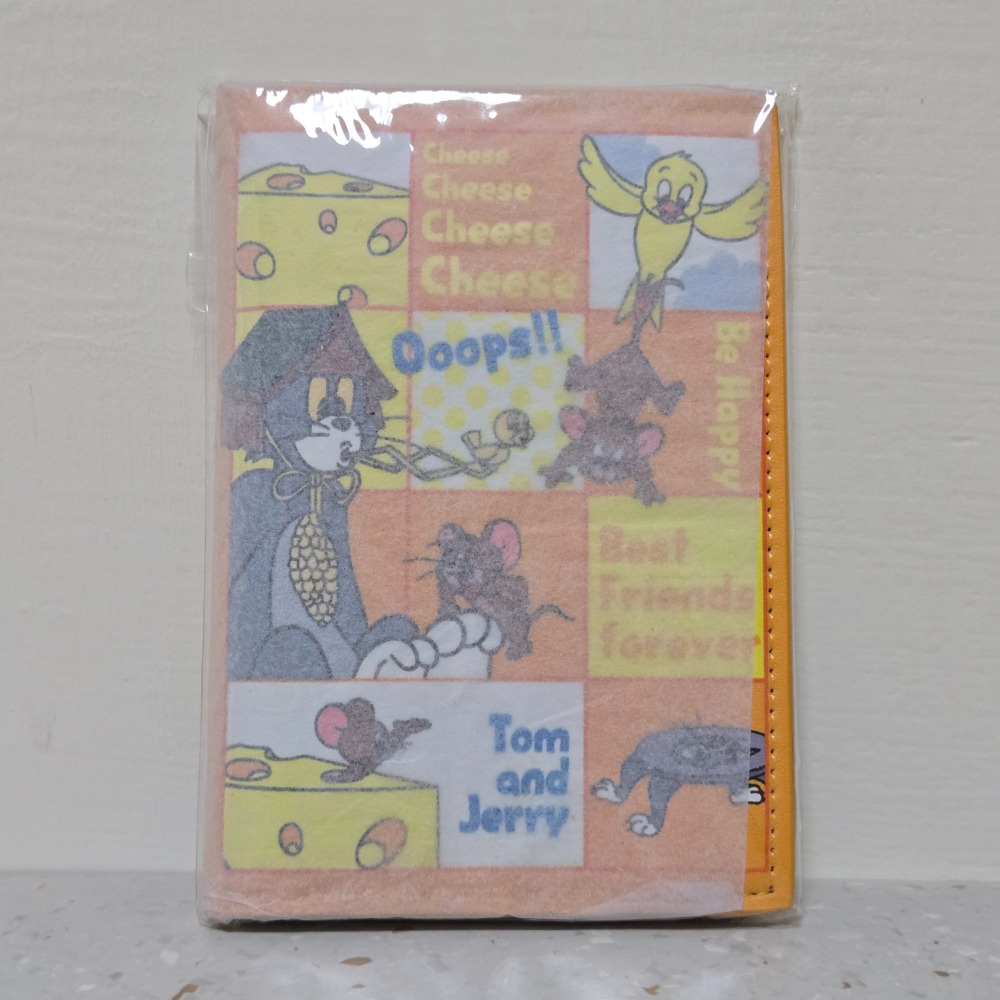 Cheese
Cheese
Cheese
Cheese
Ooops!!
Be Happy
Best
Friends
forever
Tom
and
Jerry